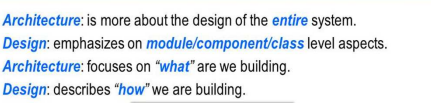 Architecture: is more about the design of the entire system.
Design: emphasizes on module/component/class level aspects.
Architecture: focuses on “what” are we building.
Design: describes “how” we are building.